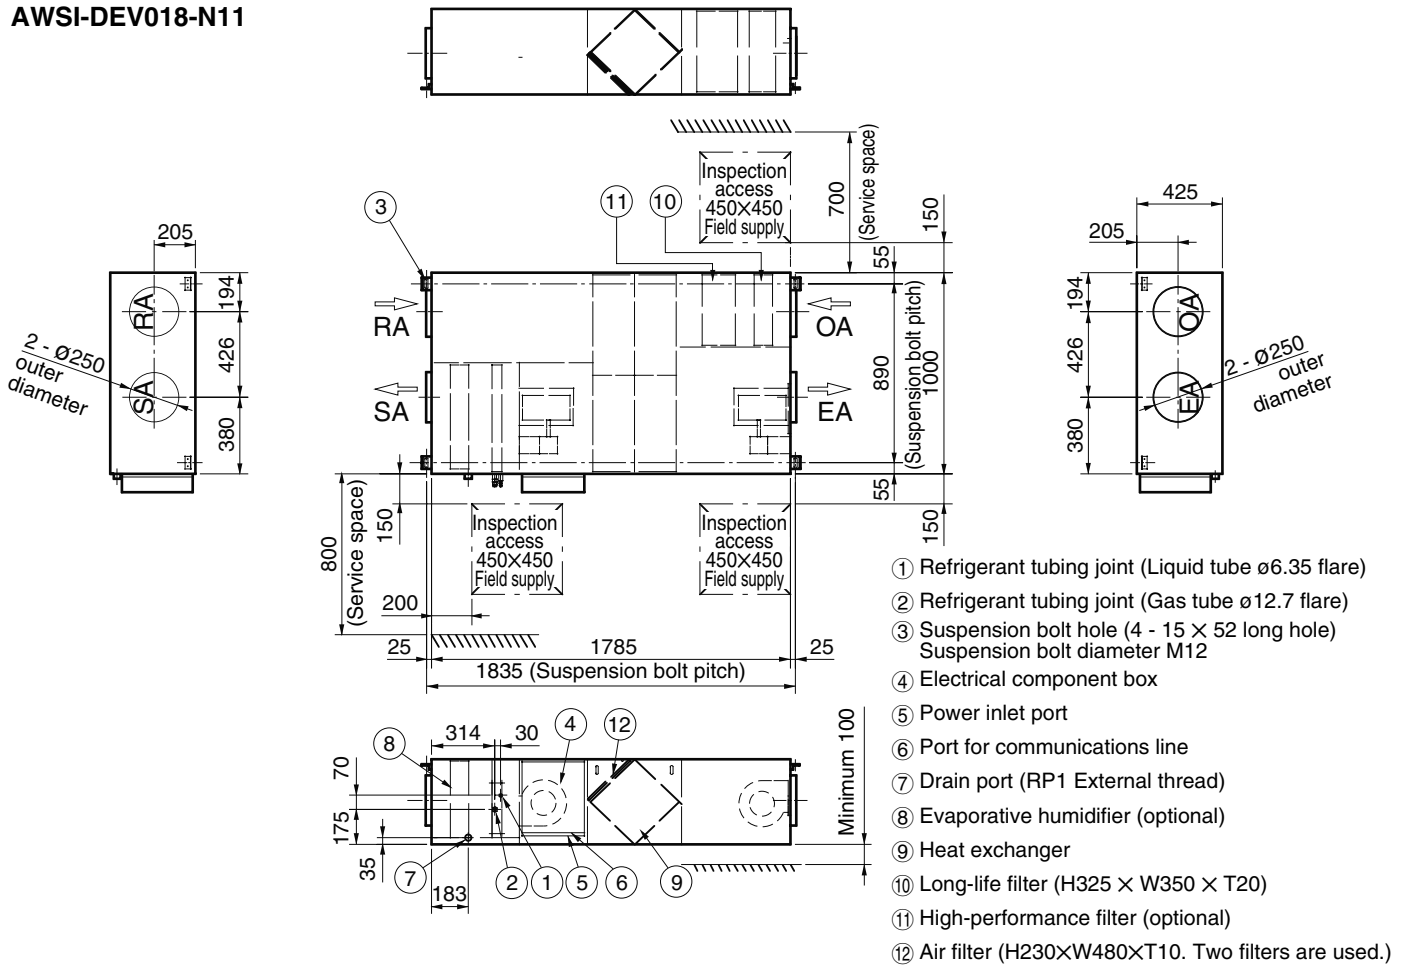 AWSI-DEV018-N11
700
(Service space)
Inspection
access
450×450
Field supply
150
55
3
11
10
205
194
426
380
RA
SA
2 - Ø250
outer
diameter
RA
SA
OA
EA
890
(Suspension bolt pitch)
1000
55
150
425
205
194
426
380
OA
EA
2 - Ø250
outer
diameter
800
(Service space)
150
Inspection
access
450×450
Field supply
Inspection
access
450×450
Field supply
200
25
1785
25
1835 (Suspension bolt pitch)
8
314
30
4
12
70
175
35
183
7
2
1
5
6
9
Minimum 100
① Refrigerant tubing joint (Liquid tube ø6.35 flare)
② Refrigerant tubing joint (Gas tube ø12.7 flare)
③ Suspension bolt hole (4 - 15 × 52 long hole)
Suspension bolt diameter M12
④ Electrical component box
⑤ Power inlet port
⑥ Port for communications line
⑦ Drain port (RP1 External thread)
⑧ Evaporative humidifier (optional)
⑨ Heat exchanger
⑩ Long-life filter (H325 × W350 × T20)
⑪ High-performance filter (optional)
⑫ Air filter (H230×W480×T10. Two filters are used.)